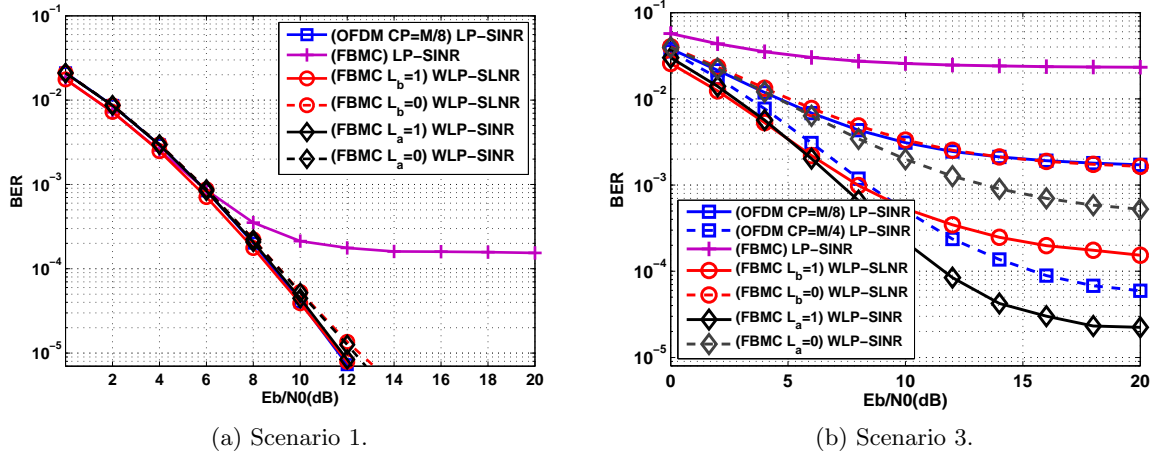 10^-1
10^-2
10^-3
10^-4
10^-5
BER
2 4 6 8 10 12 14 16 18 20
Eb/N0(dB)
(OFDM CP=M/8) LP−SINR
(FBMC) LP−SINR
(FBMC L_b=1) WLP−SLNR
(FBMC L_b=0) WLP−SLNR
(FBMC L_a=1) WLP−SINR
(FBMC L_a=0) WLP−SINR
(a) Scenario 1.
10^-1
10^-2
10^-3
10^-4
10^-5
BER
0 5 10 15 20
Eb/N0(dB)
(OFDM CP=M/8) LP−SINR
(OFDM CP=M/4) LP−SINR
(FBMC) LP−SINR
(FBMC L_b=1) WLP−SLNR
(FBMC L_b=0) WLP−SLNR
(FBMC L_a=1) WLP−SINR
(FBMC L_a=0) WLP−SINR
(b) Scenario 3.